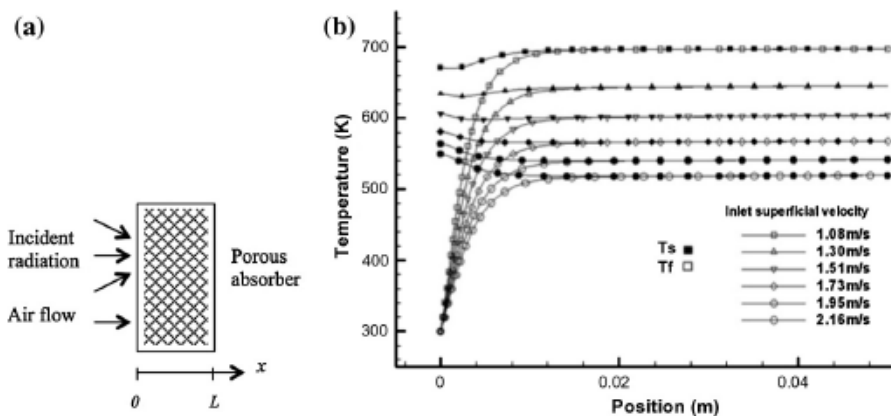 (a)
Incident
radiation
Air flow
Porous
absorber
x
0
L
(b)
Temperature (K)
700
600
500
400
300
0
0.02
0.04
Position (m)
Ts
Tf
Inlet superficial velocity
1.08m/s
1.30m/s
1.51m/s
1.73m/s
1.95m/s
2.16m/s